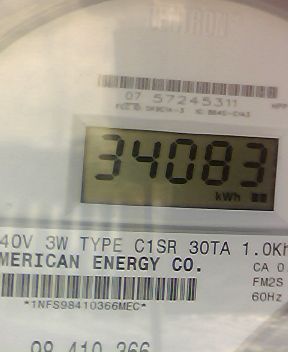 07 57245311
34083
kWh
40V 3W TYPE C1SR 30TA 1.0Kh
MERICAN ENERGY CO.
CA 0.
FM2S
60Hz
*1NFS98410366MEC*
98 410 366